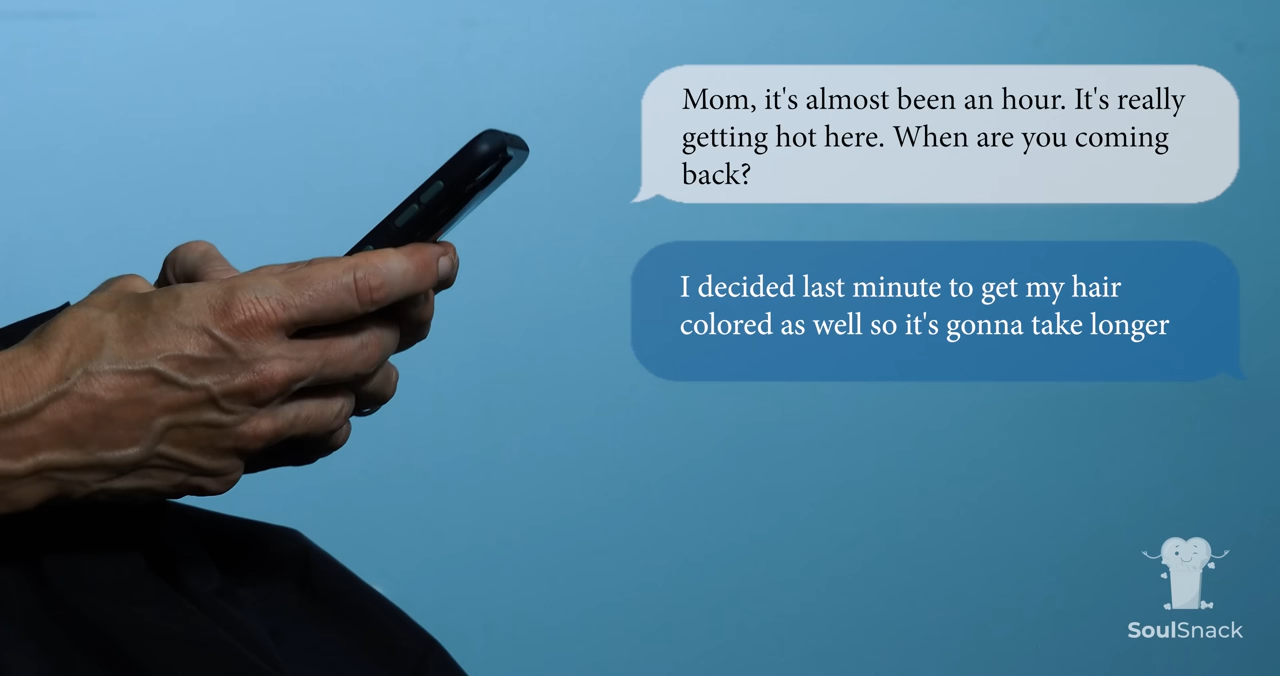 Mom, it's almost been an hour. It's really
getting hot here. When are you coming
back?
I decided last minute to get my hair
colored as well so it's gonna take longer
SoulSnack